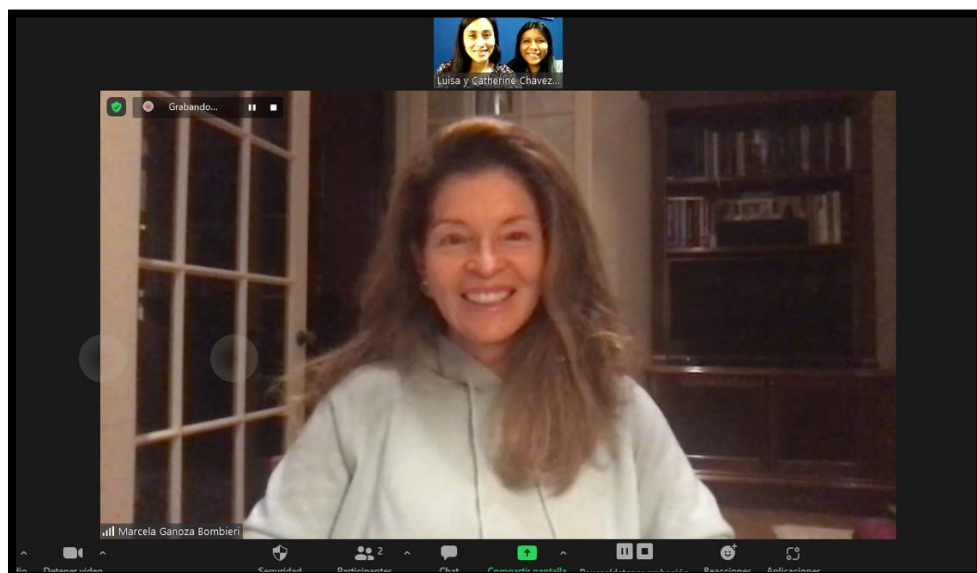 Luisa y Catherine Chavez...
Grabando...
Marcela Ganoza Bombieri
2
Detener video
Seguridad
Participantes
Chat
Compartir pantalla
Pausar/detener grabación
Reacciones
Aplicaciones